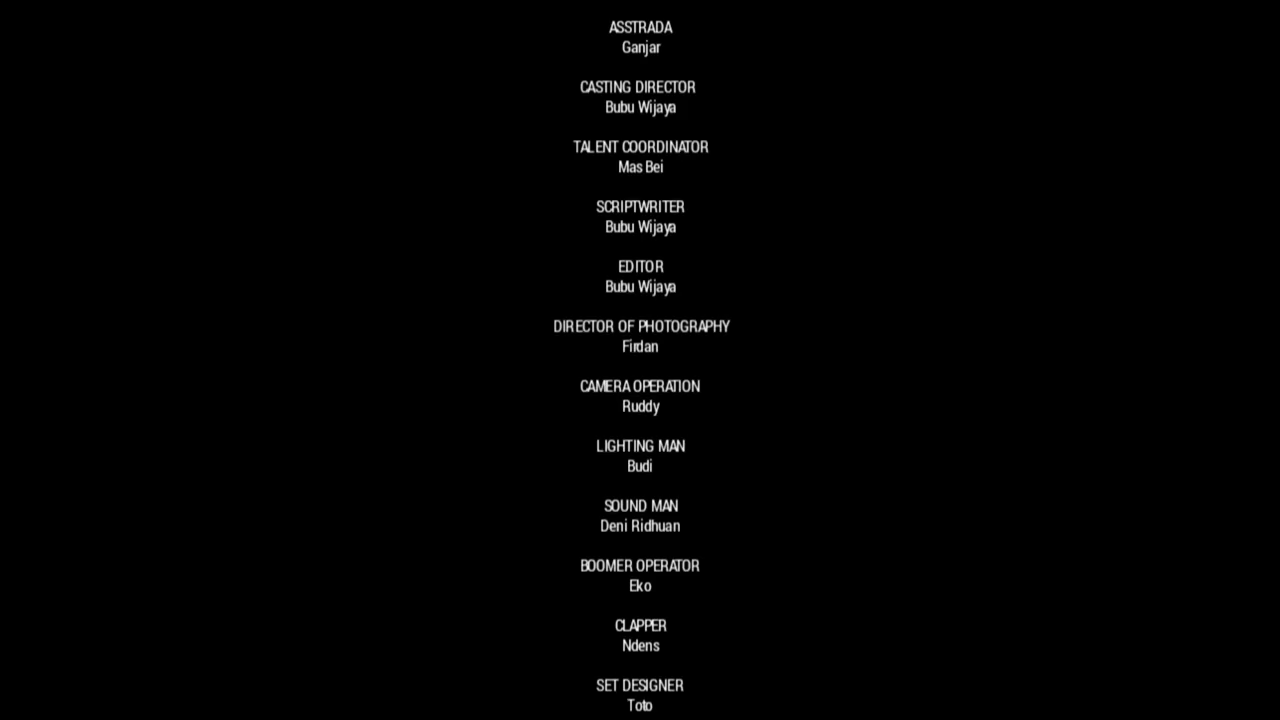 ASSTRADA
Ganjar
CASTING DIRECTOR
Bubu Wijaya
TALENT COORDINATOR
Mas Bei
SCRIPTWRITER
Bubu Wijaya
EDITOR
Bubu Wijaya
DIRECTOR OF PHOTOGRAPHY
Firdan
CAMERA OPERATION
Ruddy
LIGHTING MAN
Budi
SOUND MAN
Deni Ridhuan
BOOMER OPERATOR
Eko
CLAPPER
Ndens
SET DESIGNER
Toto